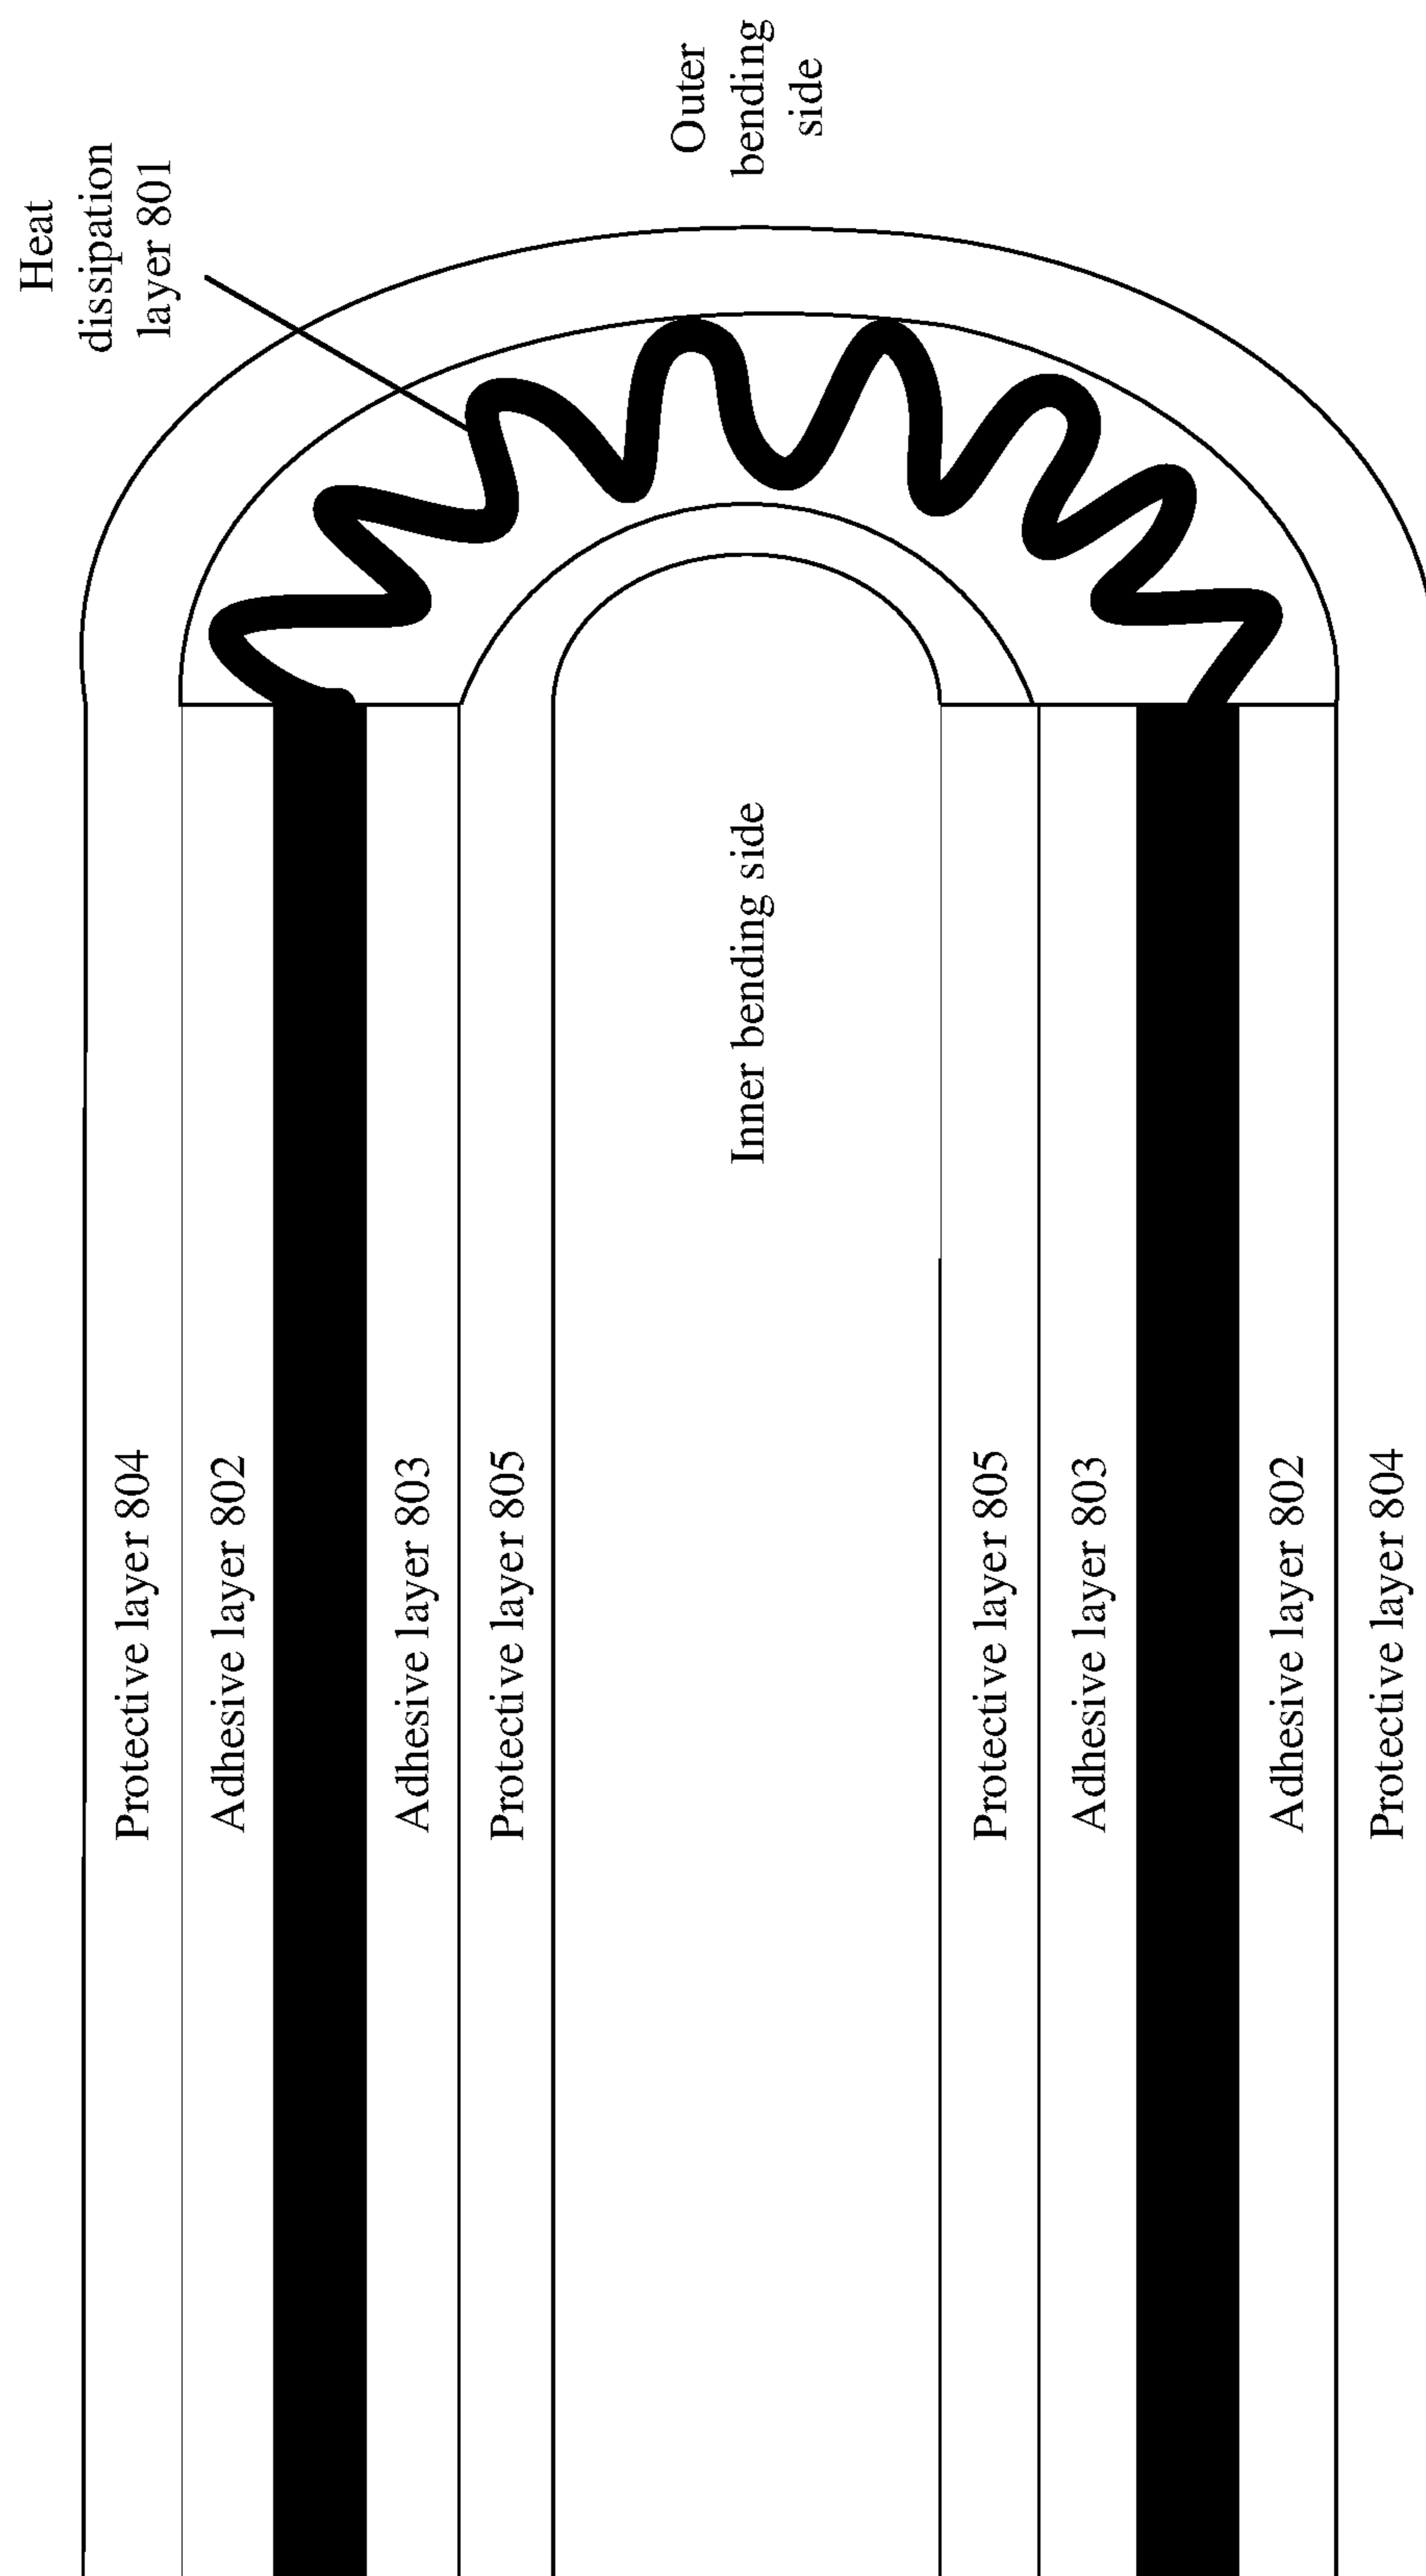 Heat
dissipation
layer 801
Outer
bending
side
Inner bending side
Protective layer 804
Adhesive layer 802
Adhesive layer 803
Protective layer 805
Protective layer 805
Adhesive layer 803
Adhesive layer 802
Protective layer 804